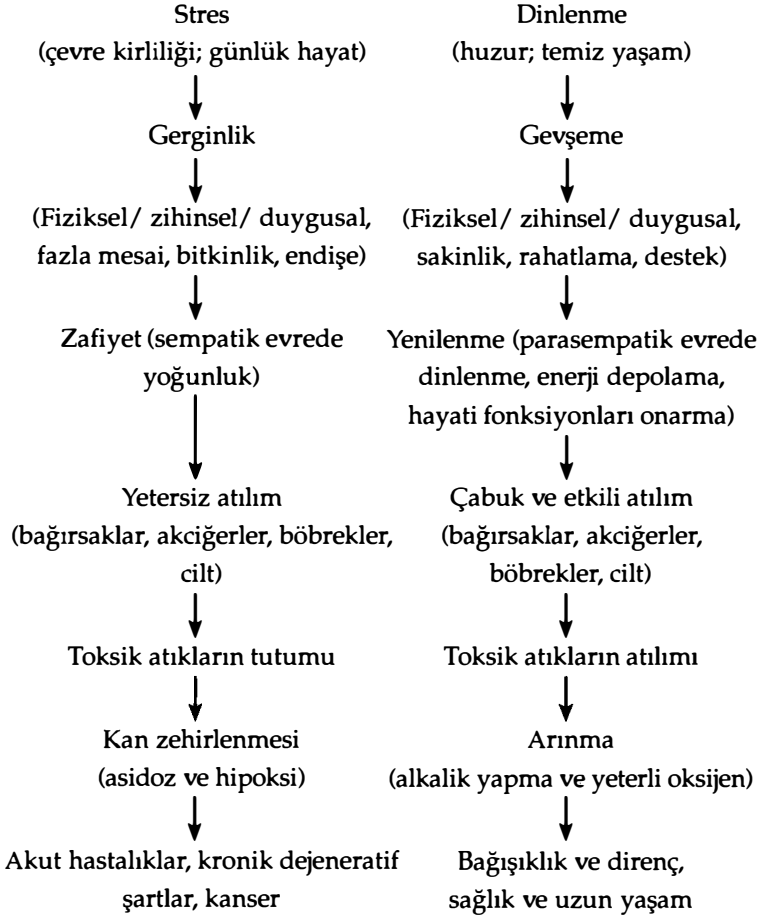 Stres
(çevre kirliliği; günlük hayat)
Gerginlik
(Fiziksel/ zihinsel/ duygusal,
fazla mesai, bitkinlik, endişe)
Zafiyet (sempatik evrede
yoğunluk)
Yetersiz atılım
(bağırsaklar, akciğerler, böbrekler,
cilt)
Toksik atıkların tutumu
Kan zehirlenmesi
(asidoz ve hipoksi)
Akut hastalıklar, kronik dejeneratif
şartlar, kanser
Dinlenme
(huzur; temiz yaşam)
Gevşeme
(Fiziksel/ zihinsel/ duygusal,
sakinlik, rahatlama, destek)
Yenilenme (parasempatik evrede
dinlenme, enerji depolama,
hayati fonksiyonları onarma)
Çabuk ve etkili atılım
(bağırsaklar, akciğerler,
böbrekler, cilt)
Toksik atıkların atılımı
Arınma
(alkalik yapma ve yeterli oksijen)
Bağışıklık ve direnç,
sağlık ve uzun yaşam